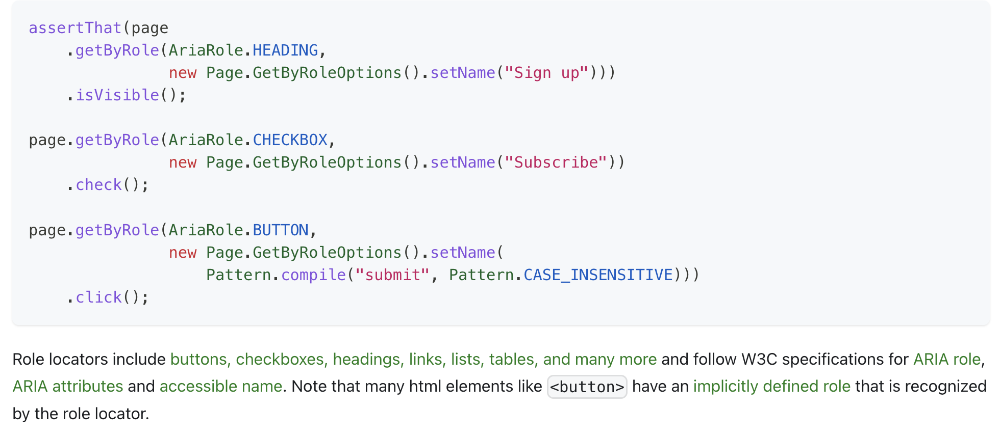 assertThat(page
    .getByRole(AriaRole.HEADING,
               new Page.GetByRoleOptions().setName("Sign up")))
    .isVisible();

page.getByRole(AriaRole.CHECKBOX,
               new Page.GetByRoleOptions().setName("Subscribe"))
    .check();

page.getByRole(AriaRole.BUTTON,
               new Page.GetByRoleOptions().setName(
                   Pattern.compile("submit", Pattern.CASE_INSENSITIVE)))
    .click();

Role locators include buttons, checkboxes, headings, links, lists, tables, and many more and follow W3C specifications for ARIA role,
ARIA attributes and accessible name. Note that many html elements like <button> have an implicitly defined role that is recognized
by the role locator.